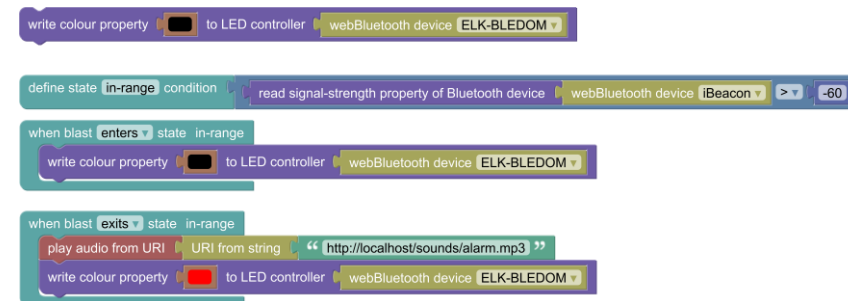 write colour property to LED controller webBluetooth device ELK-BLEDOM
define state in-range condition read signal-strength property of Bluetooth device webBluetooth device iBeacon > -60
when blast enters state in-range
write colour property to LED controller webBluetooth device ELK-BLEDOM
when blast exits state in-range
play audio from URI URI from string “ http://localhost/sounds/alarm.mp3 ”
write colour property to LED controller webBluetooth device ELK-BLEDOM